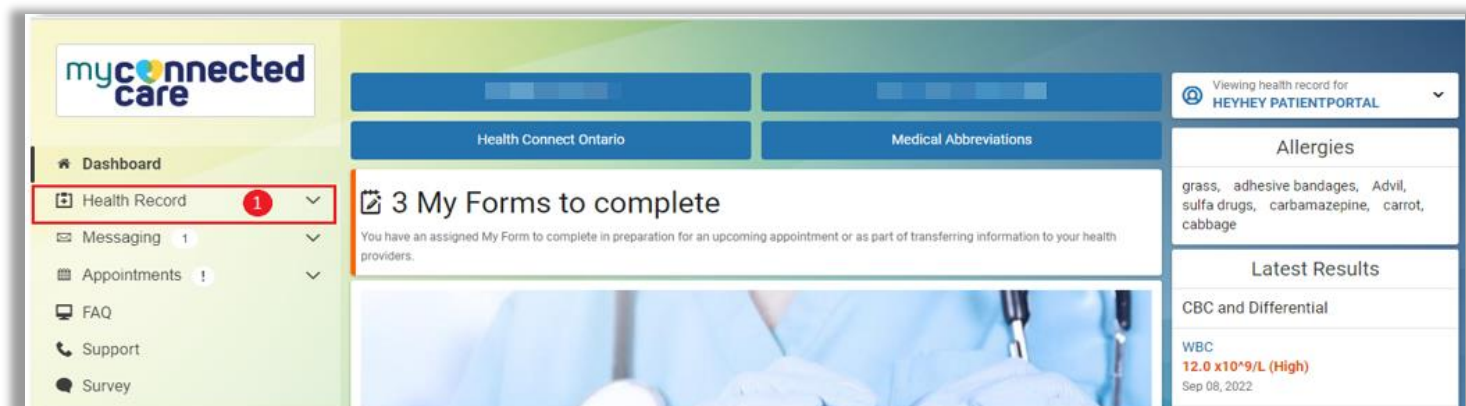 myconnected
care
Dashboard
Health Record 1
Messaging 1
Appointments !
FAQ
Support
Survey
Health Connect Ontario
Medical Abbreviations
3 My Forms to complete
You have an assigned My Form to complete in preparation for an upcoming appointment or as part of transferring information to your health
providers.
Viewing health record for
HEYHEY PATIENTPORTAL
Allergies
grass, adhesive bandages, Advil,
sulfa drugs, carbamazepine, carrot,
cabbage
Latest Results
CBC and Differential
WBC
12.0 x10^9/L (High)
Sep 08, 2022